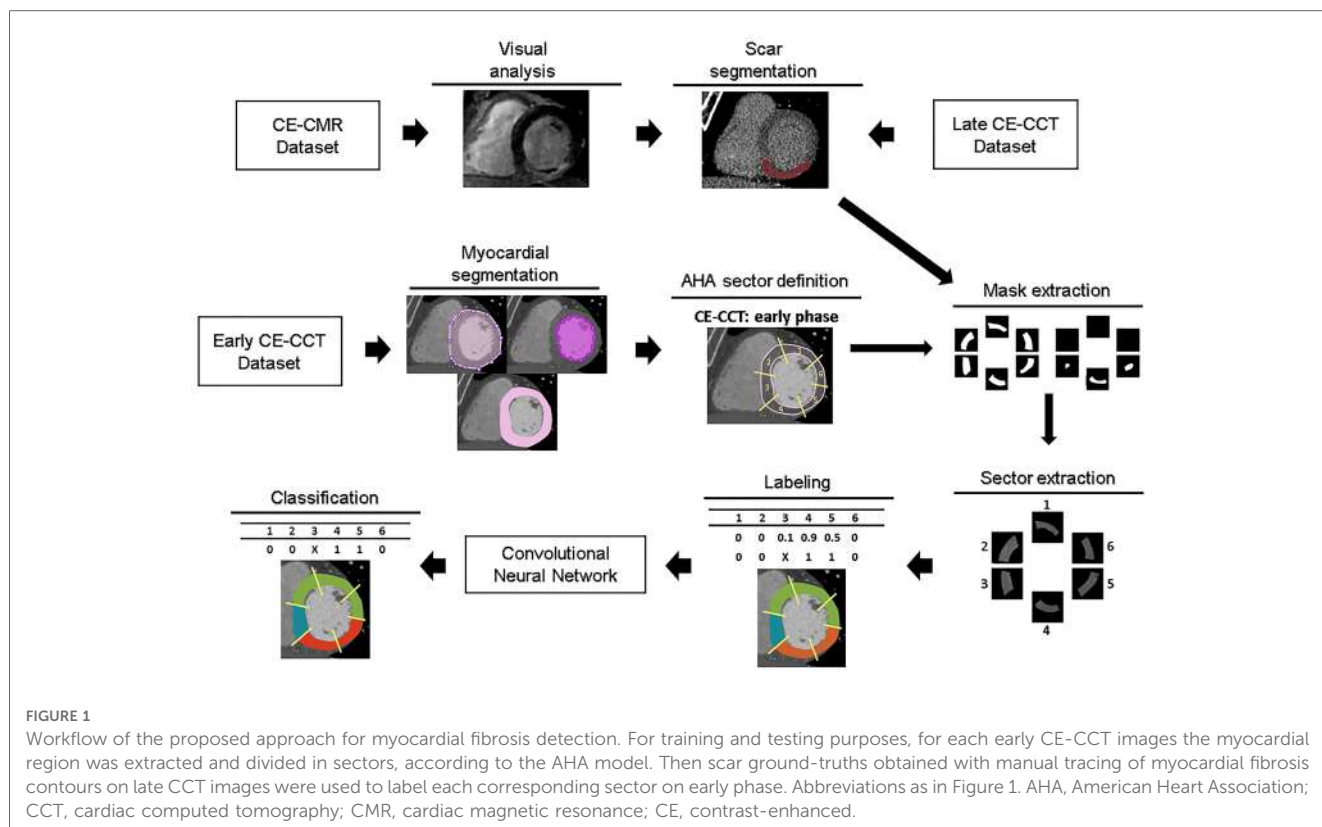 Visual
analysis
Scar
segmentation
CE-CMR
Dataset
Late CE-CCT
Dataset
Myocardial
segmentation
AHA sector definition
CE-CCT: early phase
Mask extraction
Early CE-CCT
Dataset
Classification
1 2 3 4 5 6
0 0 X 1 1 0
Convolutional
Neural Network
Labeling
1 2 3 4 5 6
0 0 0.1 0.9 0.5 0
0 0 X 1 1 0
Sector extraction
1
2
6
3
5
4
FIGURE 1
Workflow of the proposed approach for myocardial fibrosis detection. For training and testing purposes, for each early CE-CCT images the myocardial
region was extracted and divided in sectors, according to the AHA model. Then scar ground-truths obtained with manual tracing of myocardial fibrosis
contours on late CCT images were used to label each corresponding sector on early phase. Abbreviations as in Figure 1. AHA, American Heart Association;
CCT, cardiac computed tomography; CMR, cardiac magnetic resonance; CE, contrast-enhanced.